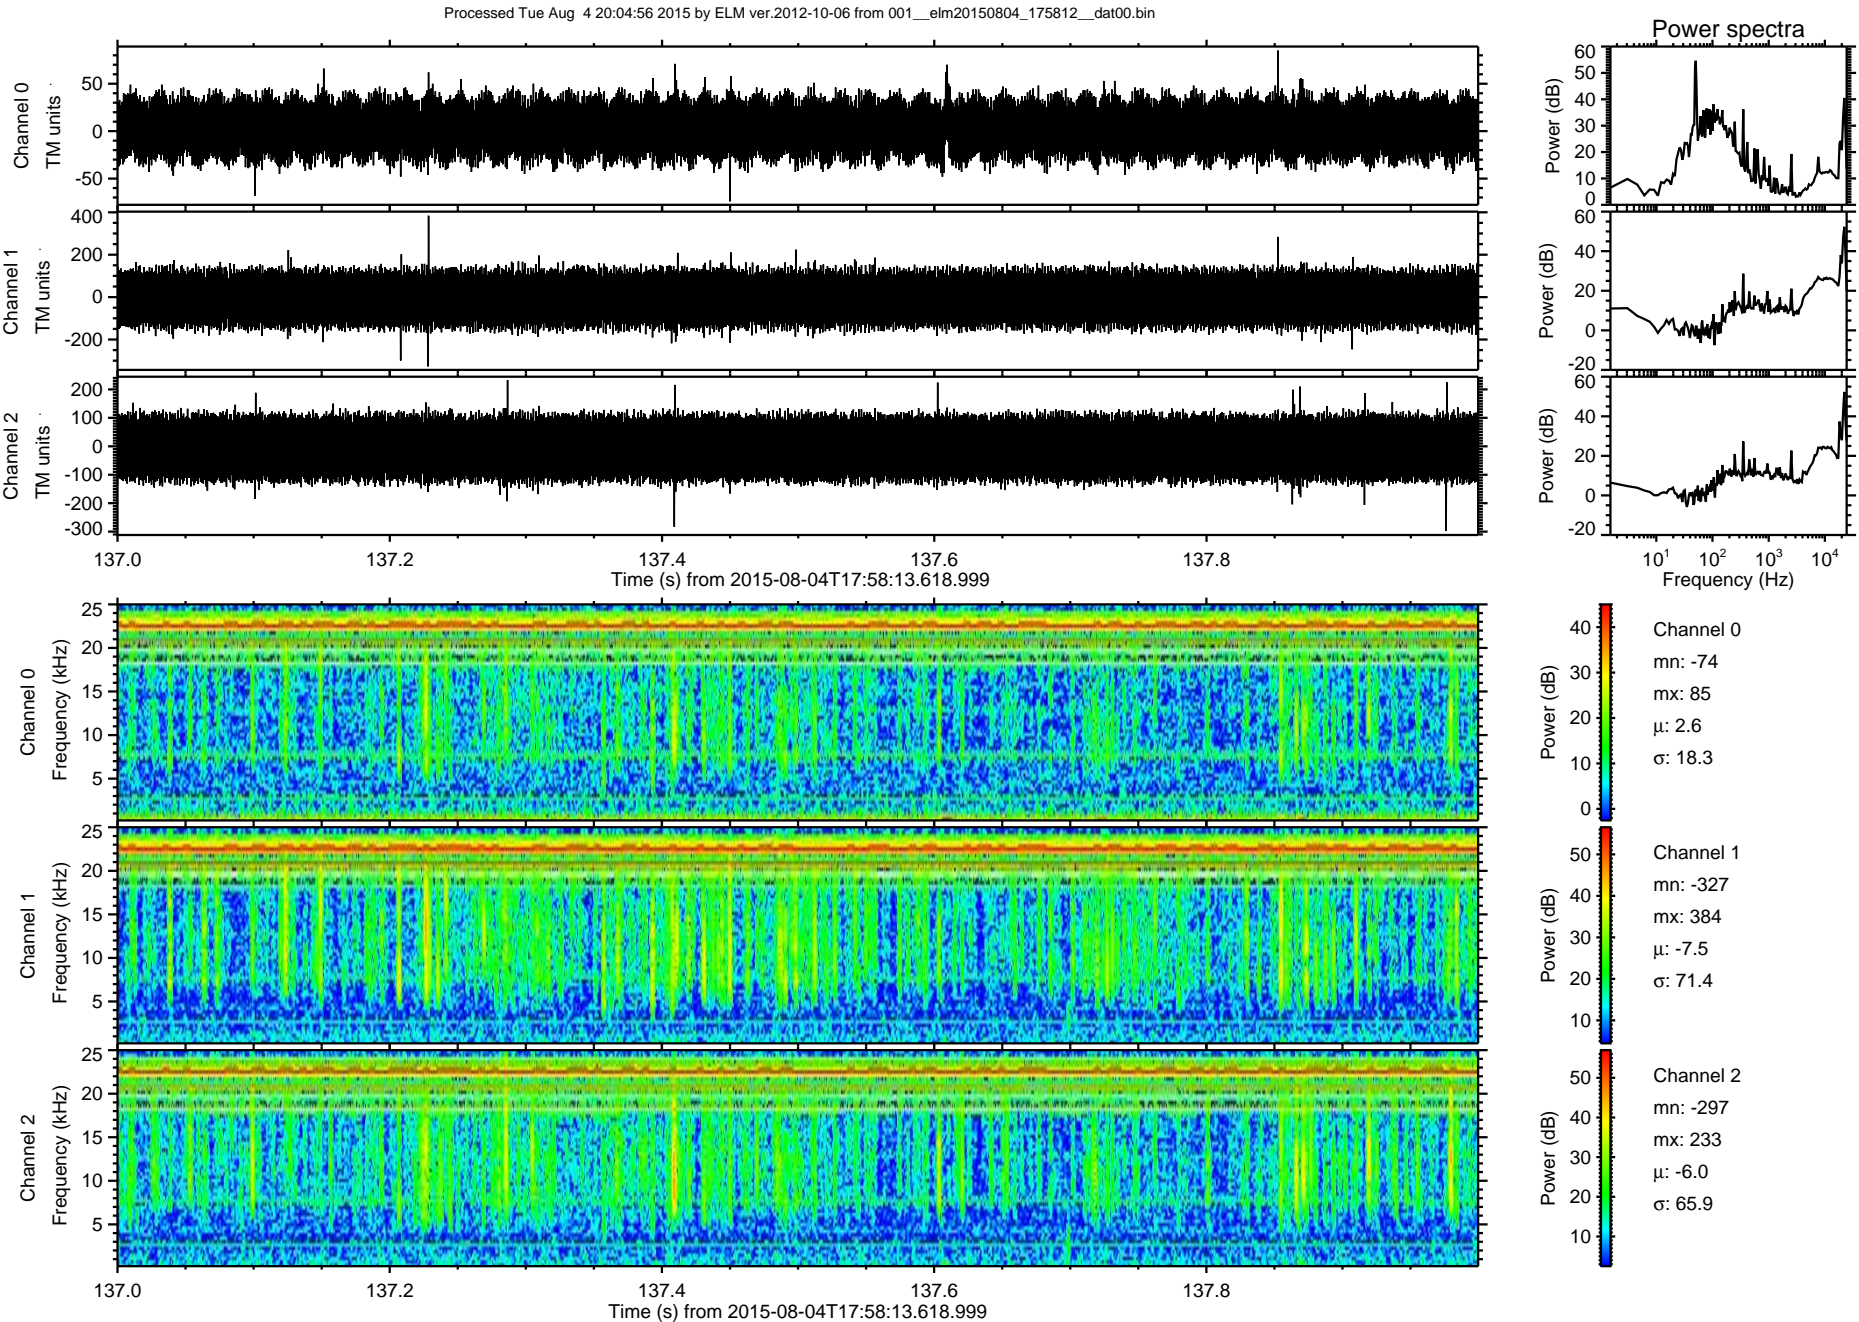 Processed Tue Aug  4 20:04:56 2015 by ELM ver.2012-10-06 from 001__elm20150804_175812__dat00.bin
Power spectra
Channel 0
TM units
50
0
-50
Power (dB)
60
50
40
30
20
10
0
Channel 1
TM units
400
200
0
-200
Power (dB)
60
40
20
0
-20
Channel 2
TM units
200
100
0
-100
-200
-300
Power (dB)
60
40
20
0
-20
137.0
137.2
137.4
137.6
137.8
Time (s) from 2015-08-04T17:58:13.618.999
10^1
10^2
10^3
10^4
Frequency (Hz)
Channel 0
Frequency (kHz)
25
20
15
10
5
Power (dB)
40
30
20
10
0
Channel 0
mn: -74
mx: 85
μ: 2.6
σ: 18.3
Channel 1
Frequency (kHz)
25
20
15
10
5
Power (dB)
50
40
30
20
10
Channel 1
mn: -327
mx: 384
μ: -7.5
σ: 71.4
Channel 2
Frequency (kHz)
25
20
15
10
5
Power (dB)
50
40
30
20
10
Channel 2
mn: -297
mx: 233
μ: -6.0
σ: 65.9
137.0
137.2
137.4
137.6
137.8
Time (s) from 2015-08-04T17:58:13.618.999